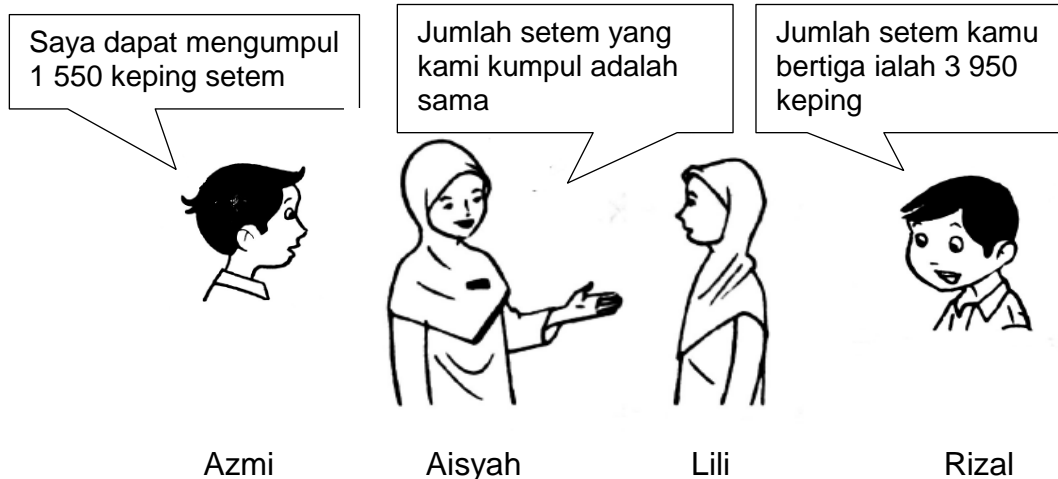 Saya dapat mengumpul
1 550 keping setem
Jumlah setem yang
kami kumpul adalah
sama
Jumlah setem kamu
bertiga ialah 3 950
keping
Azmi
Aisyah
Lili
Rizal